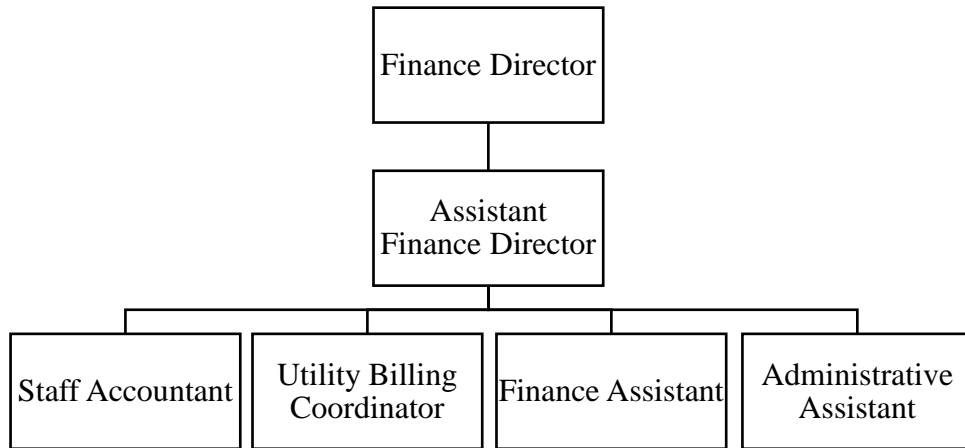 Finance Director
Assistant
Finance Director
Staff Accountant
Utility Billing
Coordinator
Finance Assistant
Administrative
Assistant